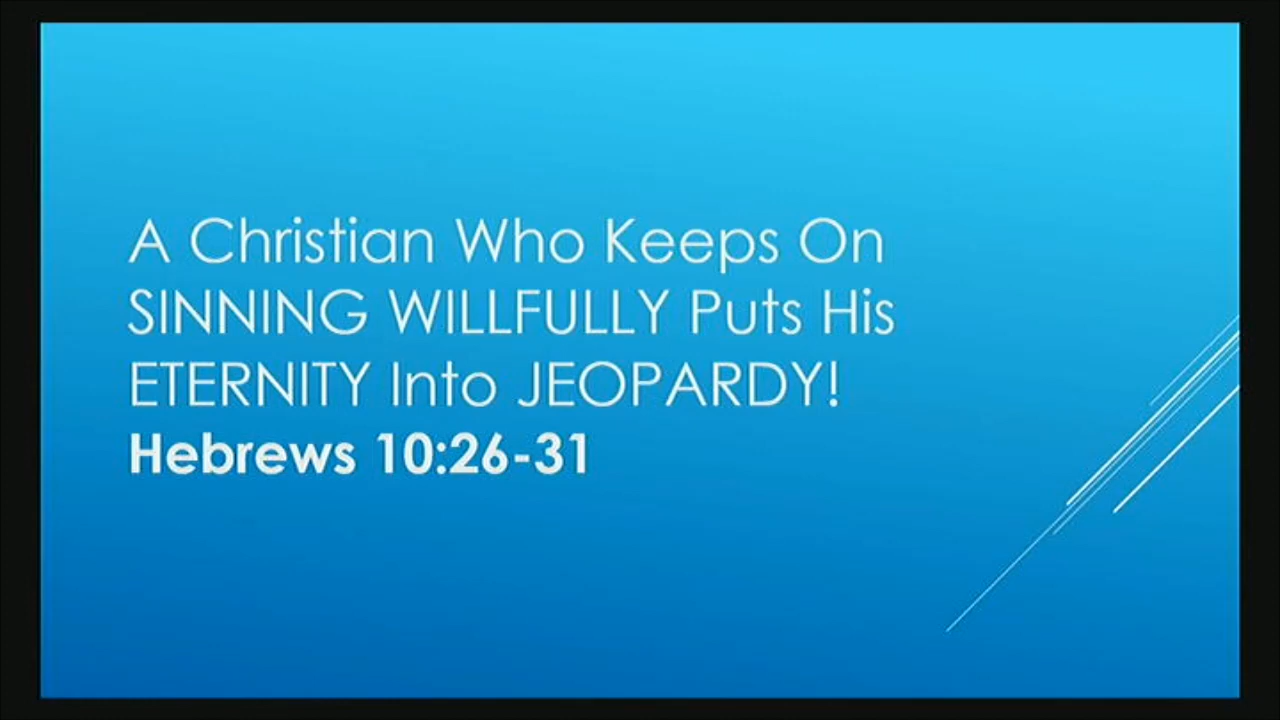 A Christian Who Keeps On
SINNING WILLFULLY Puts His
ETERNITY Into JEOPARDY!
Hebrews 10:26-31